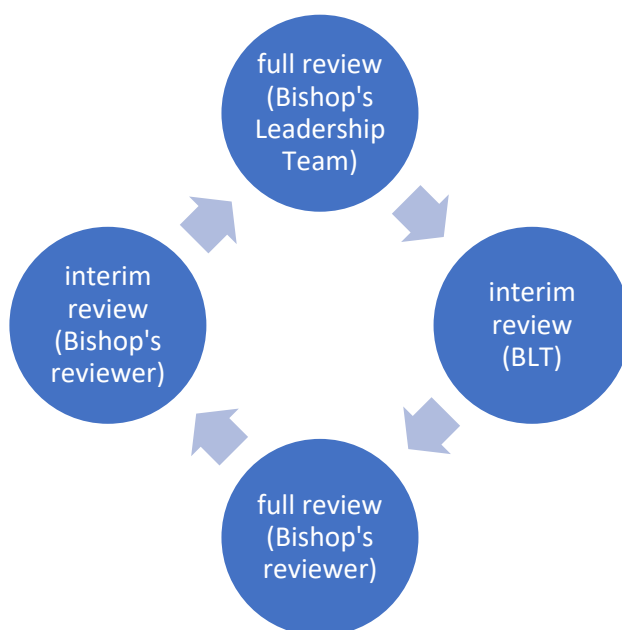 full review
(Bishop's
Leadership
Team)
interim
review
(BLT)
full review
(Bishop's
reviewer)
interim
review
(Bishop's
reviewer)